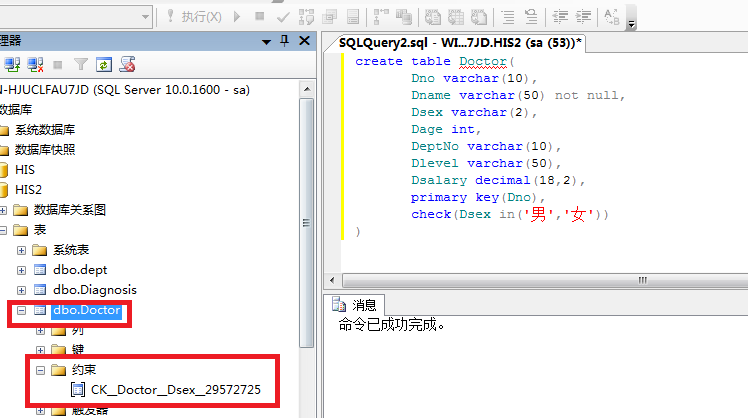 执行(X)
理器
SQLQuery2.sql - WI...7JD.HIS2 (sa (53))*
create table Doctor(
Dno varchar(10),
Dname varchar(50) not null,
Dsex varchar(2),
Dage int,
DeptNo varchar(10),
Dlevel varchar(50),
Dsalary decimal(18,2),
primary key(Dno),
check(Dsex in('男','女'))
)
N-HJUCLFAU7JD (SQL Server 10.0.1600 - sa)
数据库
系统数据库
数据库快照
HIS
HIS2
数据库关系图
表
系统表
dbo.dept
dbo.Diagnosis
dbo.Doctor
列
键
约束
CK__Doctor__Dsex__29572725
触发器
消息
命令已成功完成。